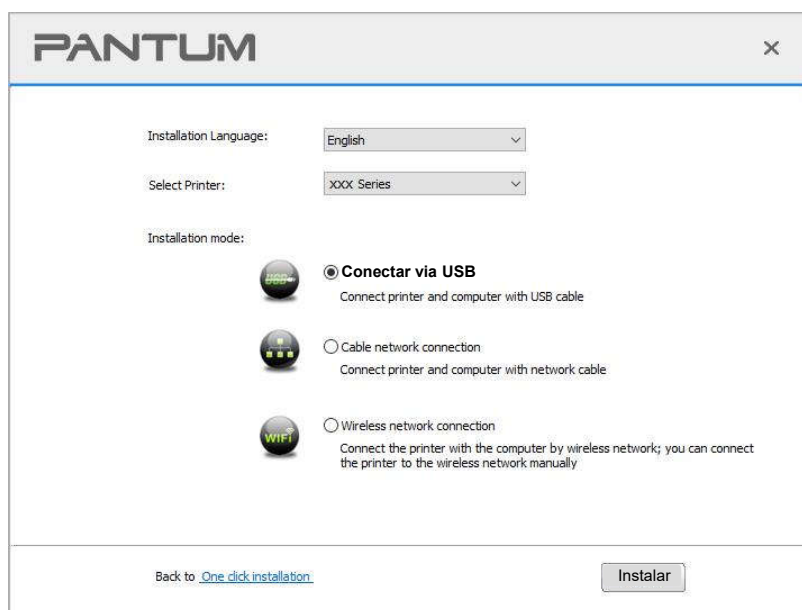 PANTUM
Installation Language:
English
Select Printer:
XXX Series
Installation mode:
USB
Conectar via USB
Connect printer and computer with USB cable
Cable network connection
Connect printer and computer with network cable
WiFi
Wireless network connection
Connect the printer with the computer by wireless network; you can connect
the printer to the wireless network manually
Back to One click installation
Instalar